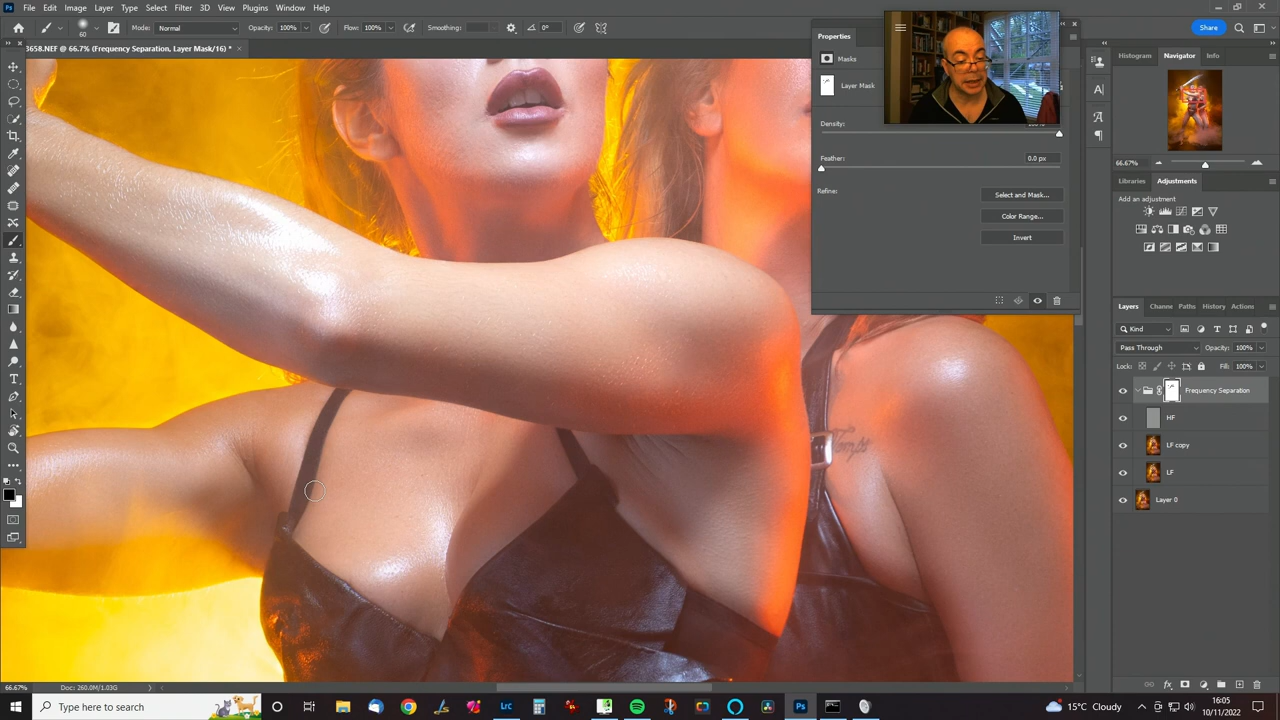 File Edit Image Layer Type Select Filter 3D View Plugins Window Help
60 Mode: Normal Opacity: 100% Flow: 100% Smoothing: 0° Share
3658.NEF @ 66.7% (Frequency Separation, Layer Mask/16) * ×
Properties
Masks
Layer Mask
Density:
Feather: 0.0 px
Refine: Select and Mask...
Color Range...
Invert
Histogram Navigator Info
66.67%
Libraries Adjustments
Add an adjustment
Layers Channe Paths History Actions
Kind
Pass Through Opacity: 100%
Lock: Fill: 100%
Frequency Separation
HF
LF copy
LF
Layer 0
66.67% Doc: 260.0M/1.03G
Type here to search
Lrc
Ps
15°C Cloudy
16:05
10/11/2022